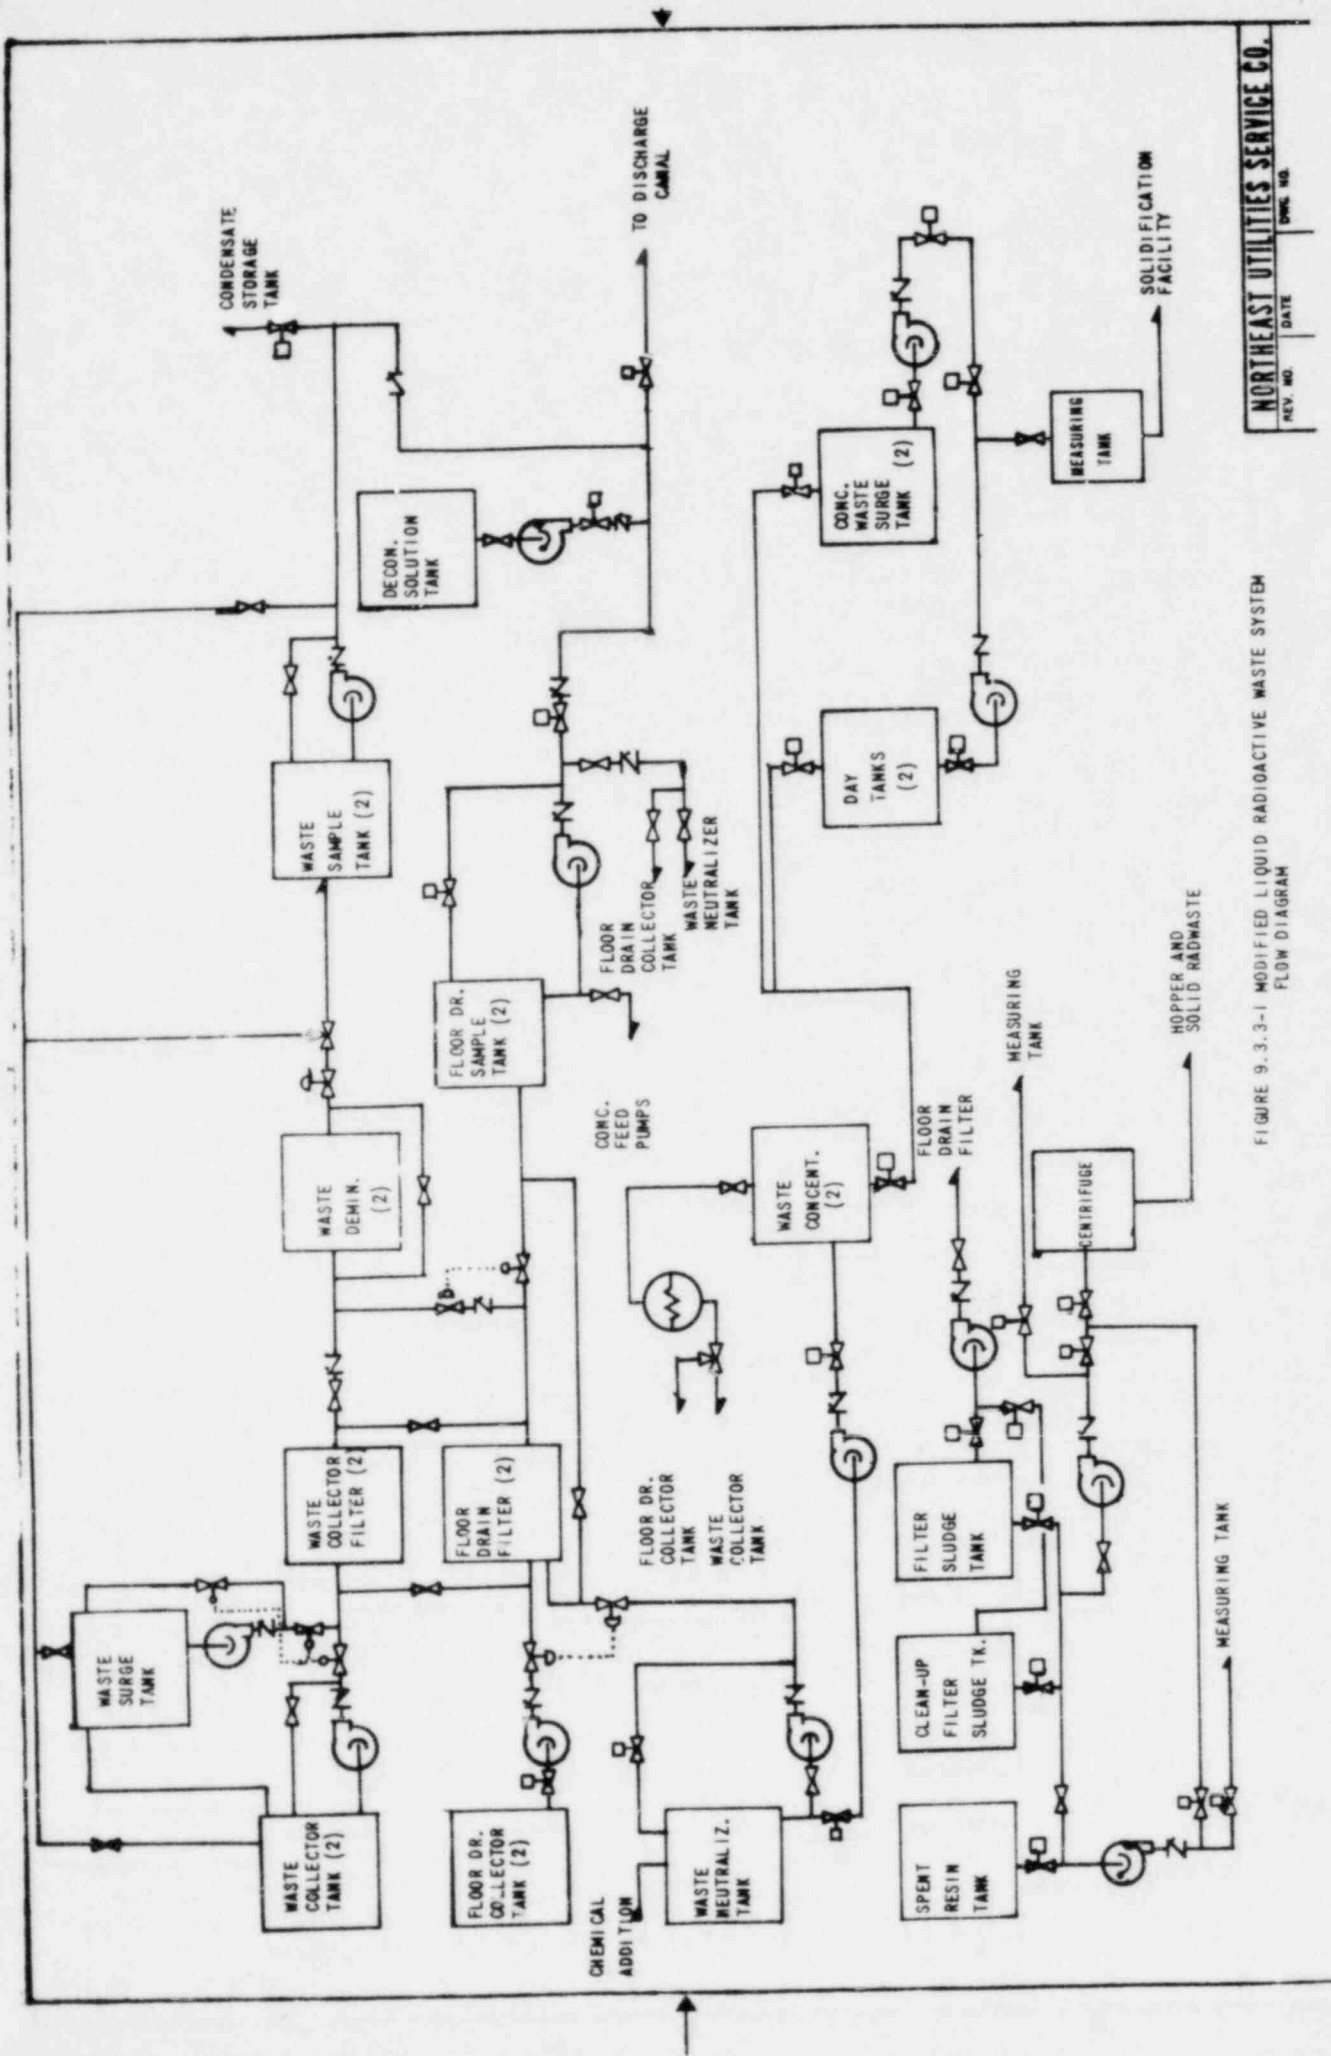 CONDENSATE
STORAGE
TANK
TO DISCHARGE
CANAL
DECON.
SOLUTION
TANK
WASTE
SAMPLE
TANK (2)
WASTE
DEMIN.
(2)
WASTE
COLLECTOR
FILTER (2)
WASTE
SURGE
TANK
WASTE
COLLECTOR
TANK (2)
FLOOR DR.
SAMPLE
TANK (2)
FLOOR
DRAIN
COLLECTOR
TANK
WASTE
NEUTRALIZER
TANK
CONC.
FEED
PUMPS
FLOOR
DRAIN
FILTER (2)
FLOOR DR.
COLLECTOR
TANK (2)
CHEMICAL
ADDITION
WASTE
NEUTRALIZ.
TANK
FLOOR DR.
COLLECTOR
TANK
WASTE
COLLECTOR
TANK
WASTE
CONCENT.
(2)
DAY
TANKS
(2)
CONC.
WASTE
SURGE
TANK (2)
MEASURING
TANK
SOLIDIFICATION
FACILITY
FLOOR
DRAIN
FILTER
MEASURING
TANK
CENTRIFUGE
HOPPER AND
SOLID RADWASTE
FILTER
SLUDGE
TANK
CLEAN-UP
FILTER
SLUDGE TK.
SPENT
RESIN
TANK
MEASURING TANK
FIGURE 9.3.3-1 MODIFIED LIQUID RADIOACTIVE WASTE SYSTEM
FLOW DIAGRAM
NORTHEAST UTILITIES SERVICE CO.
REV. NO. DATE DWG. NO.